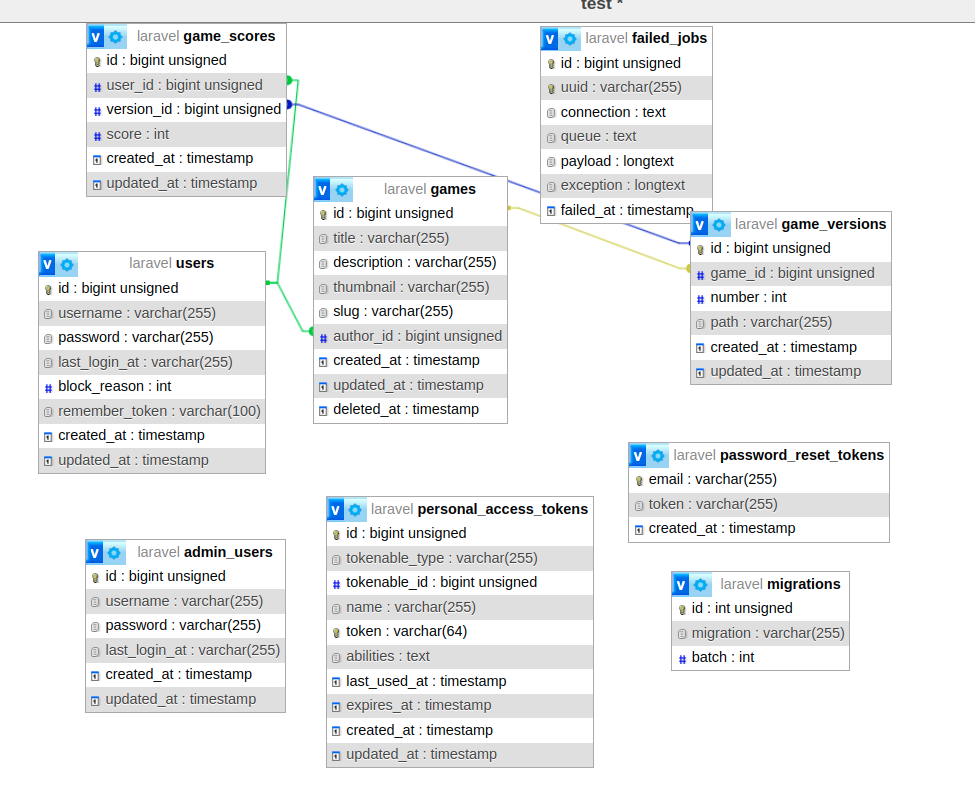 test *
laravel game_scores
id : bigint unsigned
user_id : bigint unsigned
version_id : bigint unsigned
score : int
created_at : timestamp
updated_at : timestamp
laravel failed_jobs
id : bigint unsigned
uuid : varchar(255)
connection : text
queue : text
payload : longtext
exception : longtext
failed_at : timestamp
laravel games
id : bigint unsigned
title : varchar(255)
description : varchar(255)
thumbnail : varchar(255)
slug : varchar(255)
author_id : bigint unsigned
created_at : timestamp
updated_at : timestamp
deleted_at : timestamp
laravel game_versions
id : bigint unsigned
game_id : bigint unsigned
number : int
path : varchar(255)
created_at : timestamp
updated_at : timestamp
laravel users
id : bigint unsigned
username : varchar(255)
password : varchar(255)
last_login_at : varchar(255)
block_reason : int
remember_token : varchar(100)
created_at : timestamp
updated_at : timestamp
laravel password_reset_tokens
email : varchar(255)
token : varchar(255)
created_at : timestamp
laravel personal_access_tokens
id : bigint unsigned
tokenable_type : varchar(255)
tokenable_id : bigint unsigned
name : varchar(255)
token : varchar(64)
abilities : text
last_used_at : timestamp
expires_at : timestamp
created_at : timestamp
updated_at : timestamp
laravel admin_users
id : bigint unsigned
username : varchar(255)
password : varchar(255)
last_login_at : varchar(255)
created_at : timestamp
updated_at : timestamp
laravel migrations
id : int unsigned
migration : varchar(255)
batch : int